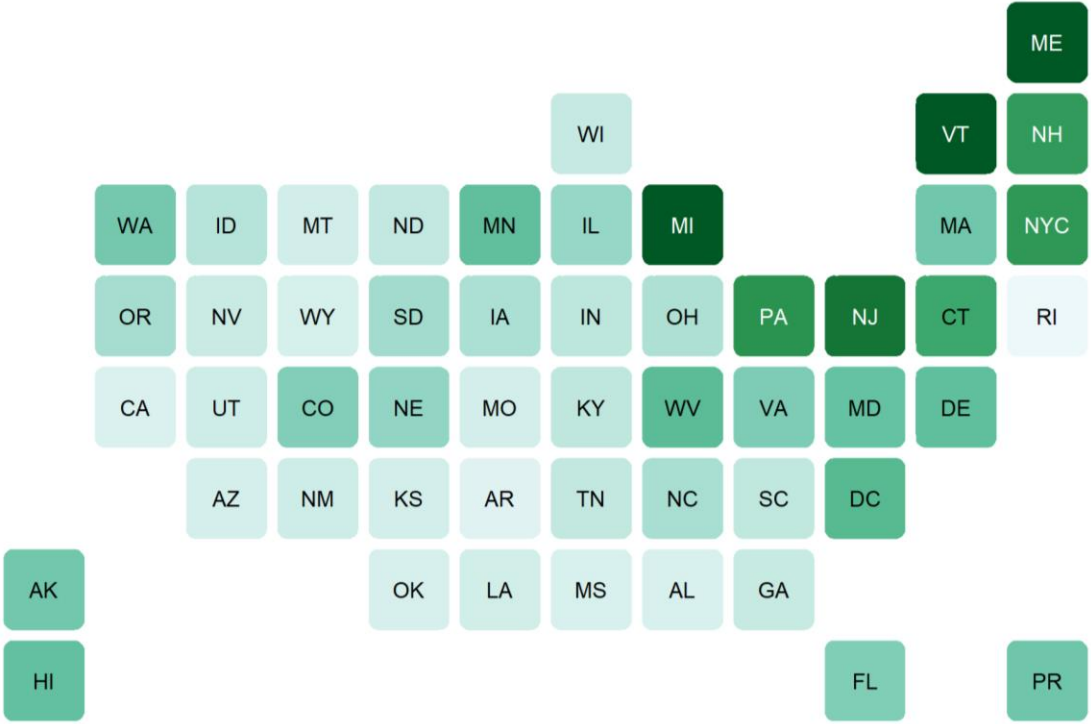 ME
WI VT NH
WA ID MT ND MN IL MI MA NYC
OR NV WY SD IA IN OH PA NJ CT RI
CA UT CO NE MO KY WV VA MD DE
AZ NM KS AR TN NC SC DC
AK OK LA MS AL GA
HI FL PR